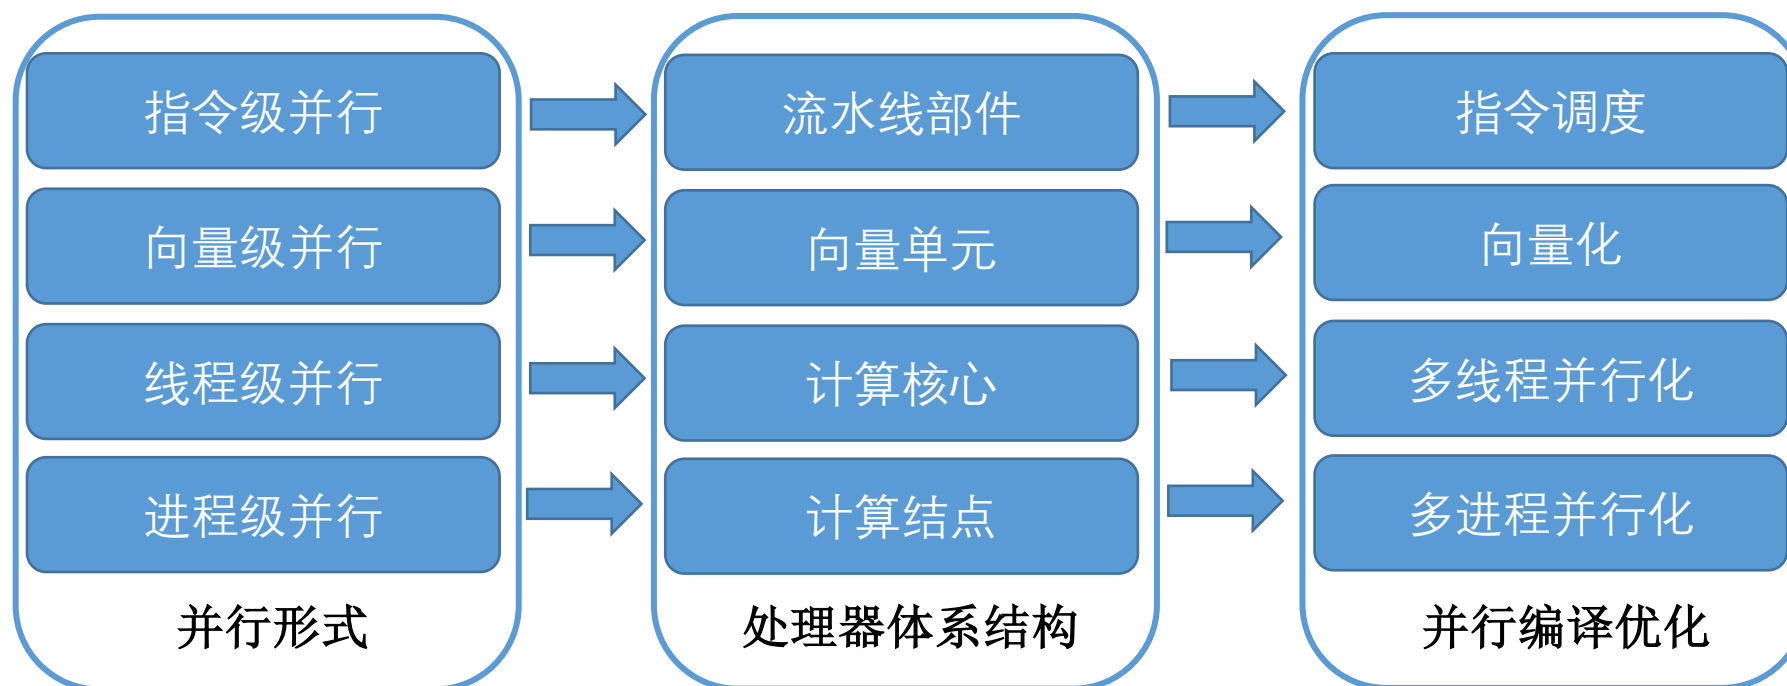 指令级并行
向量级并行
线程级并行
进程级并行
并行形式
流水线部件
向量单元
计算核心
计算结点
处理器体系结构
指令调度
向量化
多线程并行化
多进程并行化
并行编译优化